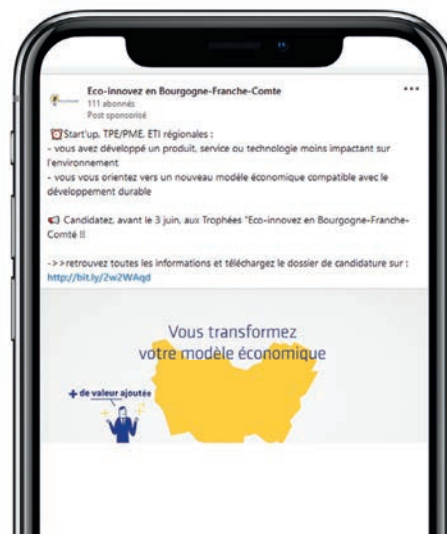 Eco-innovez en Bourgogne-Franche-Comte
111 abonnés
Post sponsorisé
⏰Start'up, TPE/PME, ETI régionales :
- vous avez développé un produit, service ou technologie moins impactant sur
l'environnement
- vous vous orientez vers un nouveau modèle économique compatible avec le
développement durable
📢 Candidatez, avant le 3 juin, aux Trophées "Eco-innovez en Bourgogne-Franche-
Comté !!
->>retrouvez toutes les informations et téléchargez le dossier de candidature sur :
http://bit.ly/2w2WAqd
Vous transformez
votre modèle économique
+ de valeur ajoutée